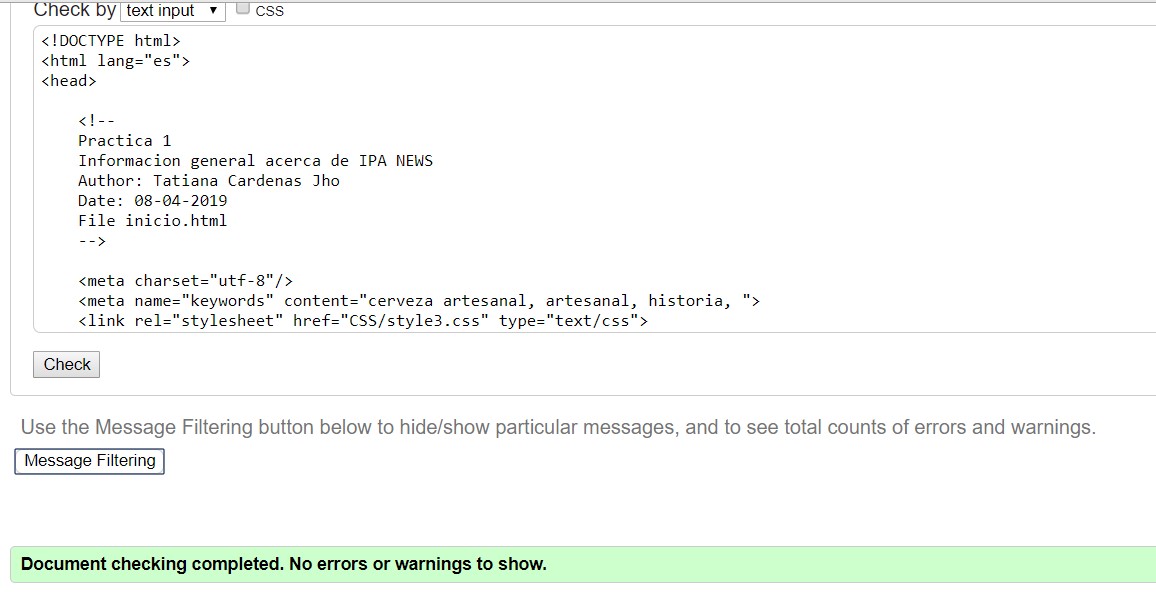 Check by text input ▼ CSS
<!DOCTYPE html>
<html lang="es">
<head>
<!--
Practica 1
Informacion general acerca de IPA NEWS
Author: Tatiana Cardenas Jho
Date: 08-04-2019
File inicio.html
-->
<meta charset="utf-8"/>
<meta name="keywords" content="cerveza artesanal, artesanal, historia, ">
<link rel="stylesheet" href="CSS/style3.css" type="text/css">
Check
Use the Message Filtering button below to hide/show particular messages, and to see total counts of errors and warnings.
Message Filtering
Document checking completed. No errors or warnings to show.